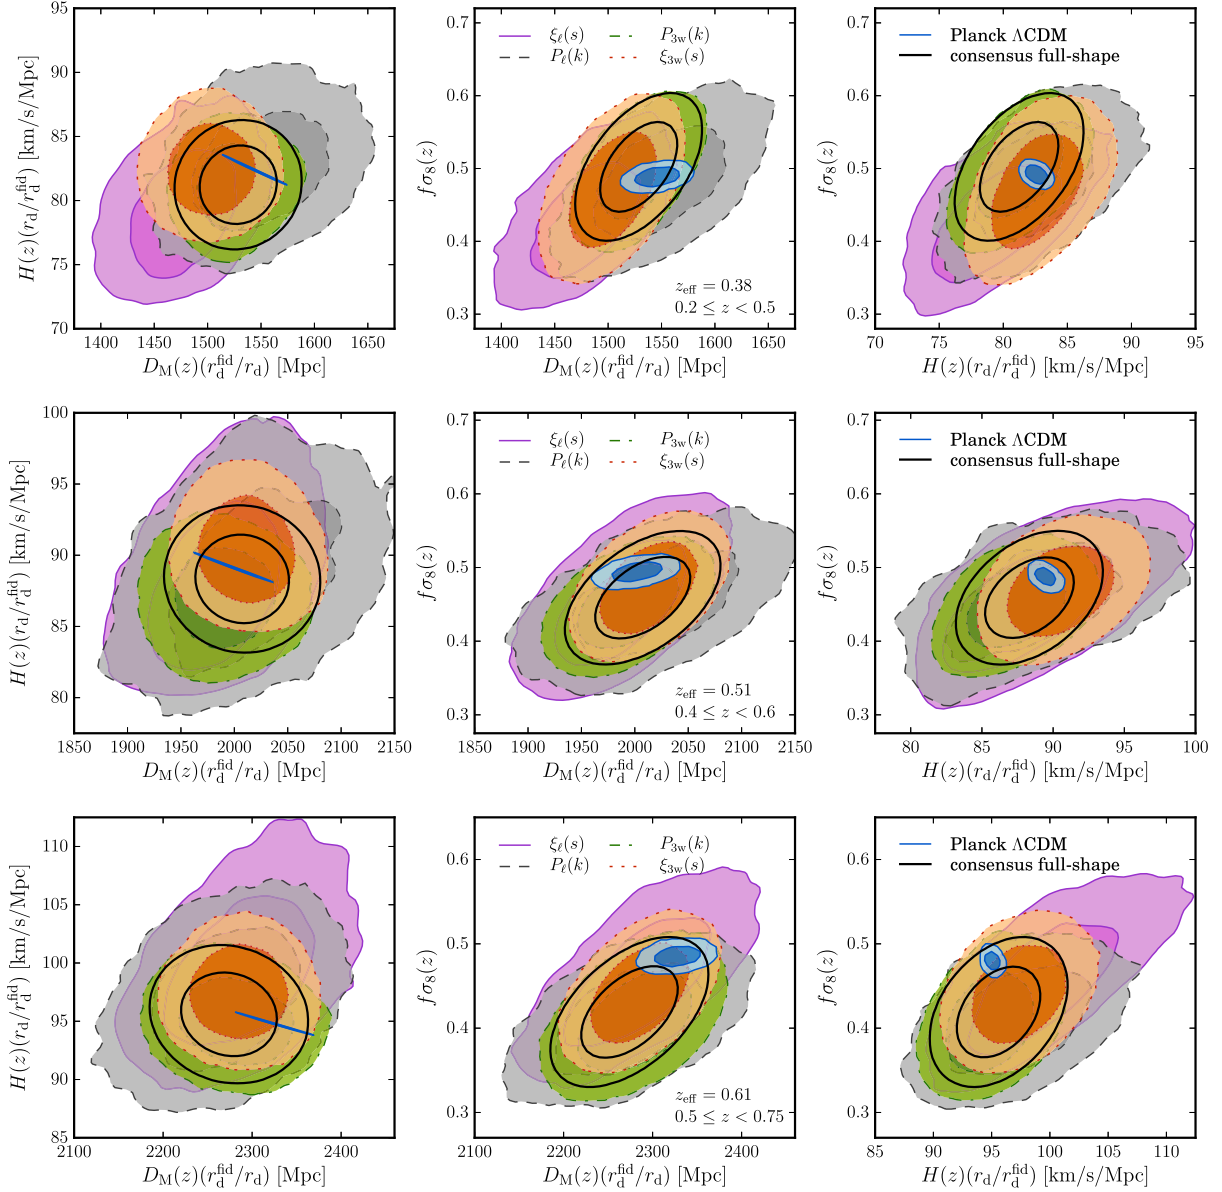 95
90
85
80
75
70
H(z)(r_d/r_d^fid) [km/s/Mpc]
1400 1450 1500 1550 1600 1650
D_M(z)(r_d^fid/r_d) [Mpc]
0.7
0.6
0.5
0.4
0.3
fσ_8(z)
ξ_ℓ(s) P_3w(k)
P_ℓ(k) ξ_3w(s)
z_eff = 0.38
0.2 ≤ z < 0.5
1400 1450 1500 1550 1600 1650
D_M(z)(r_d^fid/r_d) [Mpc]
0.7
0.6
0.5
0.4
0.3
fσ_8(z)
Planck ΛCDM
consensus full-shape
70 75 80 85 90 95
H(z)(r_d/r_d^fid) [km/s/Mpc]
100
95
90
85
80
H(z)(r_d/r_d^fid) [km/s/Mpc]
1850 1900 1950 2000 2050 2100 2150
D_M(z)(r_d^fid/r_d) [Mpc]
0.7
0.6
0.5
0.4
0.3
fσ_8(z)
ξ_ℓ(s) P_3w(k)
P_ℓ(k) ξ_3w(s)
z_eff = 0.51
0.4 ≤ z < 0.6
1850 1900 1950 2000 2050 2100 2150
D_M(z)(r_d^fid/r_d) [Mpc]
0.7
0.6
0.5
0.4
0.3
fσ_8(z)
Planck ΛCDM
consensus full-shape
80 85 90 95 100
H(z)(r_d/r_d^fid) [km/s/Mpc]
110
105
100
95
90
85
H(z)(r_d/r_d^fid) [km/s/Mpc]
2100 2200 2300 2400
D_M(z)(r_d^fid/r_d) [Mpc]
0.6
0.5
0.4
0.3
fσ_8(z)
ξ_ℓ(s) P_3w(k)
P_ℓ(k) ξ_3w(s)
z_eff = 0.61
0.5 ≤ z < 0.75
2100 2200 2300 2400
D_M(z)(r_d^fid/r_d) [Mpc]
0.6
0.5
0.4
0.3
fσ_8(z)
Planck ΛCDM
consensus full-shape
85 90 95 100 105 110
H(z)(r_d/r_d^fid) [km/s/Mpc]